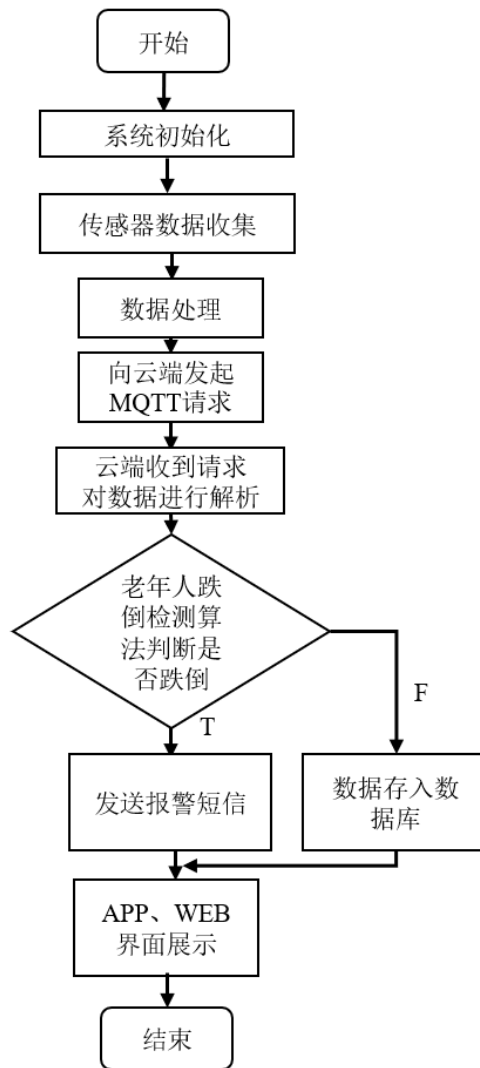 开始
系统初始化
传感器数据收集
数据处理
向云端发起
MQTT请求
云端收到请求
对数据进行解析
老年人跌
倒检测算
法判断是
否跌倒
T
F
发送报警短信
数据存入数
据库
APP、WEB
界面展示
结束